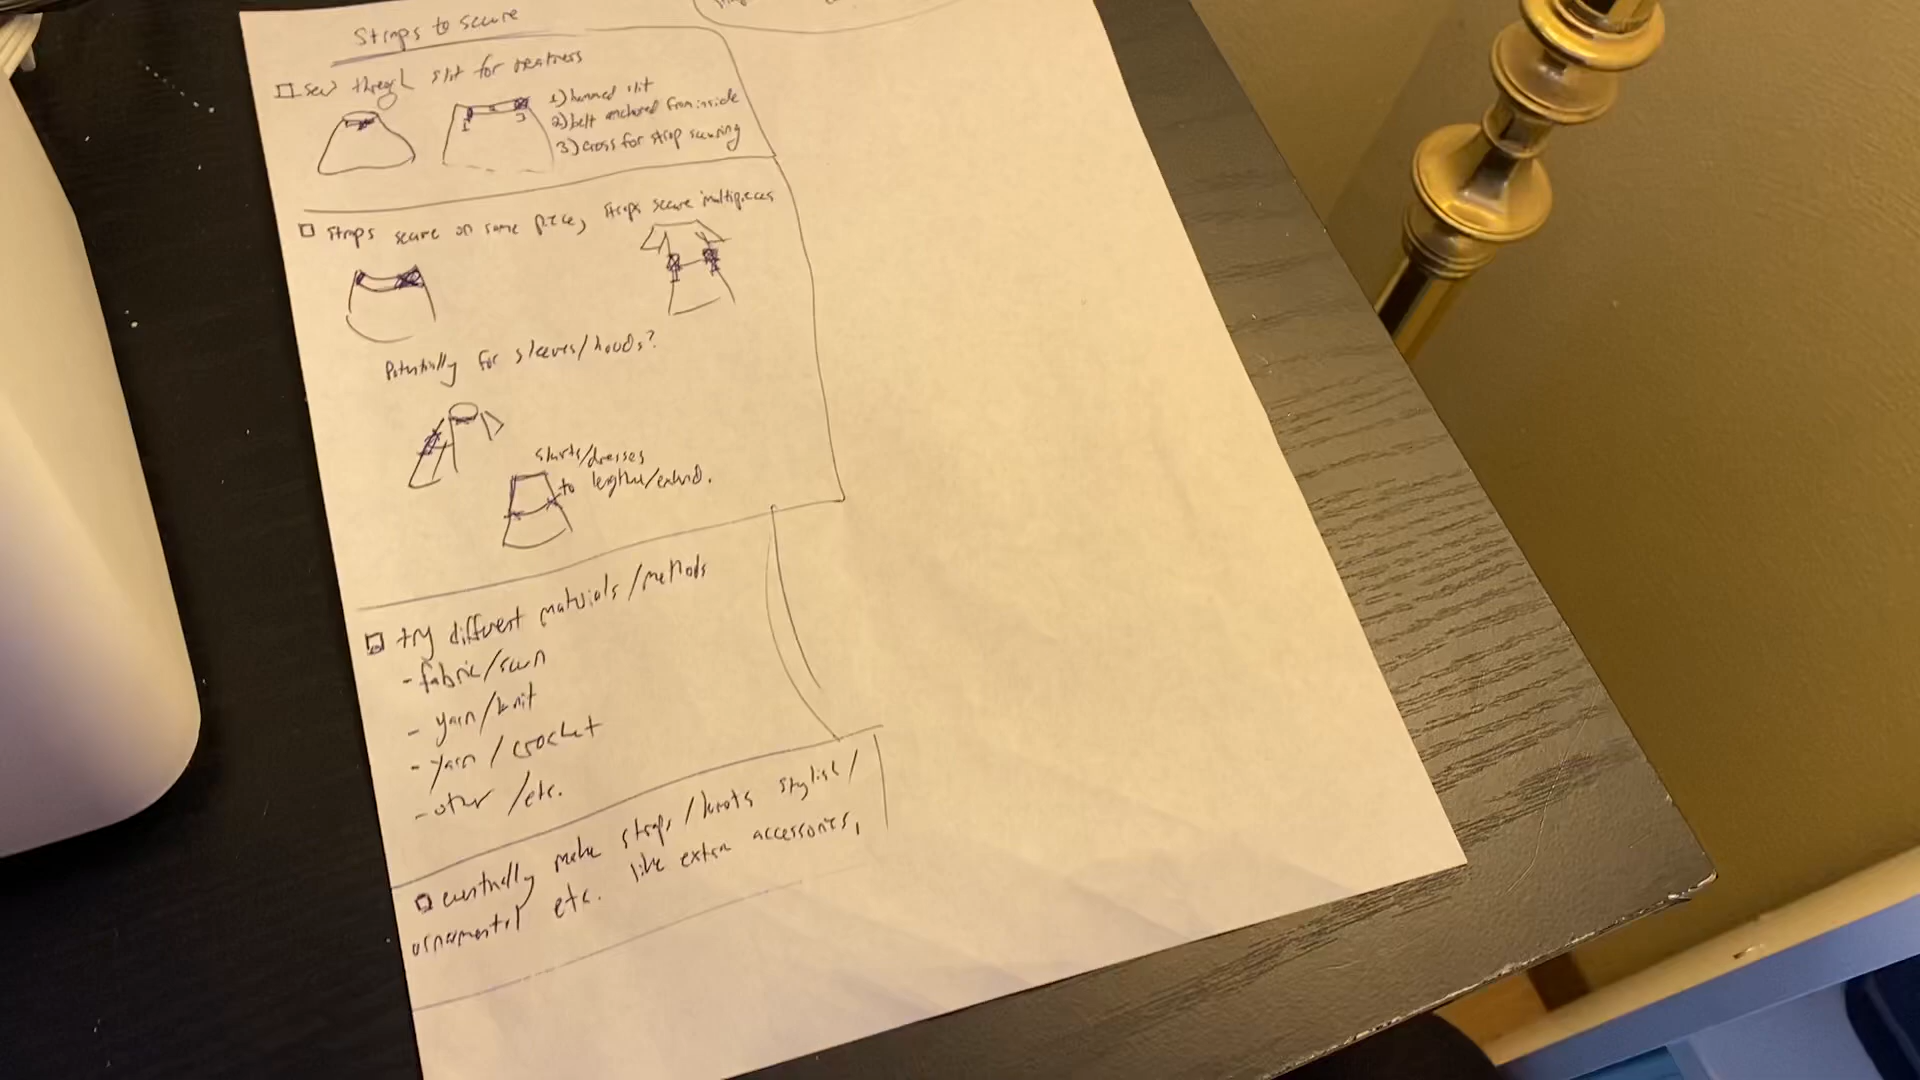 Straps to secure
sew through slit for neatness
1) hemmed slit
2) belt anchored from inside
3) cross for strap securing
1
3
straps secure on same piece, straps secure multipieces
Potentially for sleeves/hoods?
skirts/dresses
to lengthen/extend.
try different materials/methods
- fabric/sewn
- yarn/knit
- yarn/crochet
- other/etc.
eventually make straps/knots stylish/
ornamental etc. like extra accessories,